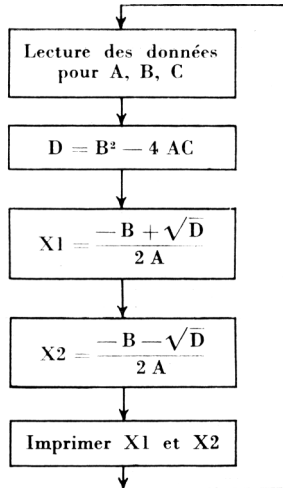 Lecture des données
pour A, B, C
D = B² — 4 AC
X1 = —B + √D / 2 A
X2 = —B — √D / 2 A
Imprimer X1 et X2